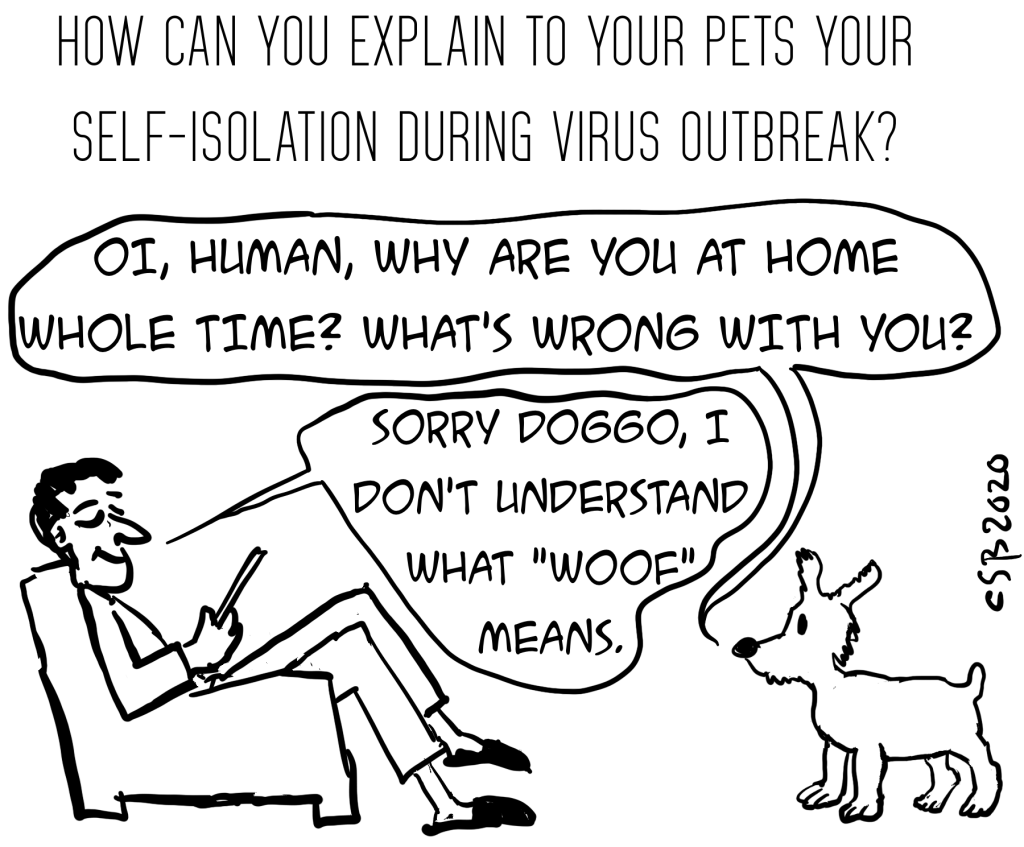 HOW CAN YOU EXPLAIN TO YOUR PETS YOUR
SELF-ISOLATION DURING VIRUS OUTBREAK?
OI, HUMAN, WHY ARE YOU AT HOME
WHOLE TIME? WHAT'S WRONG WITH YOU?
SORRY DOGGO, I
DON'T UNDERSTAND
WHAT "WOOF"
MEANS.
CSB2020